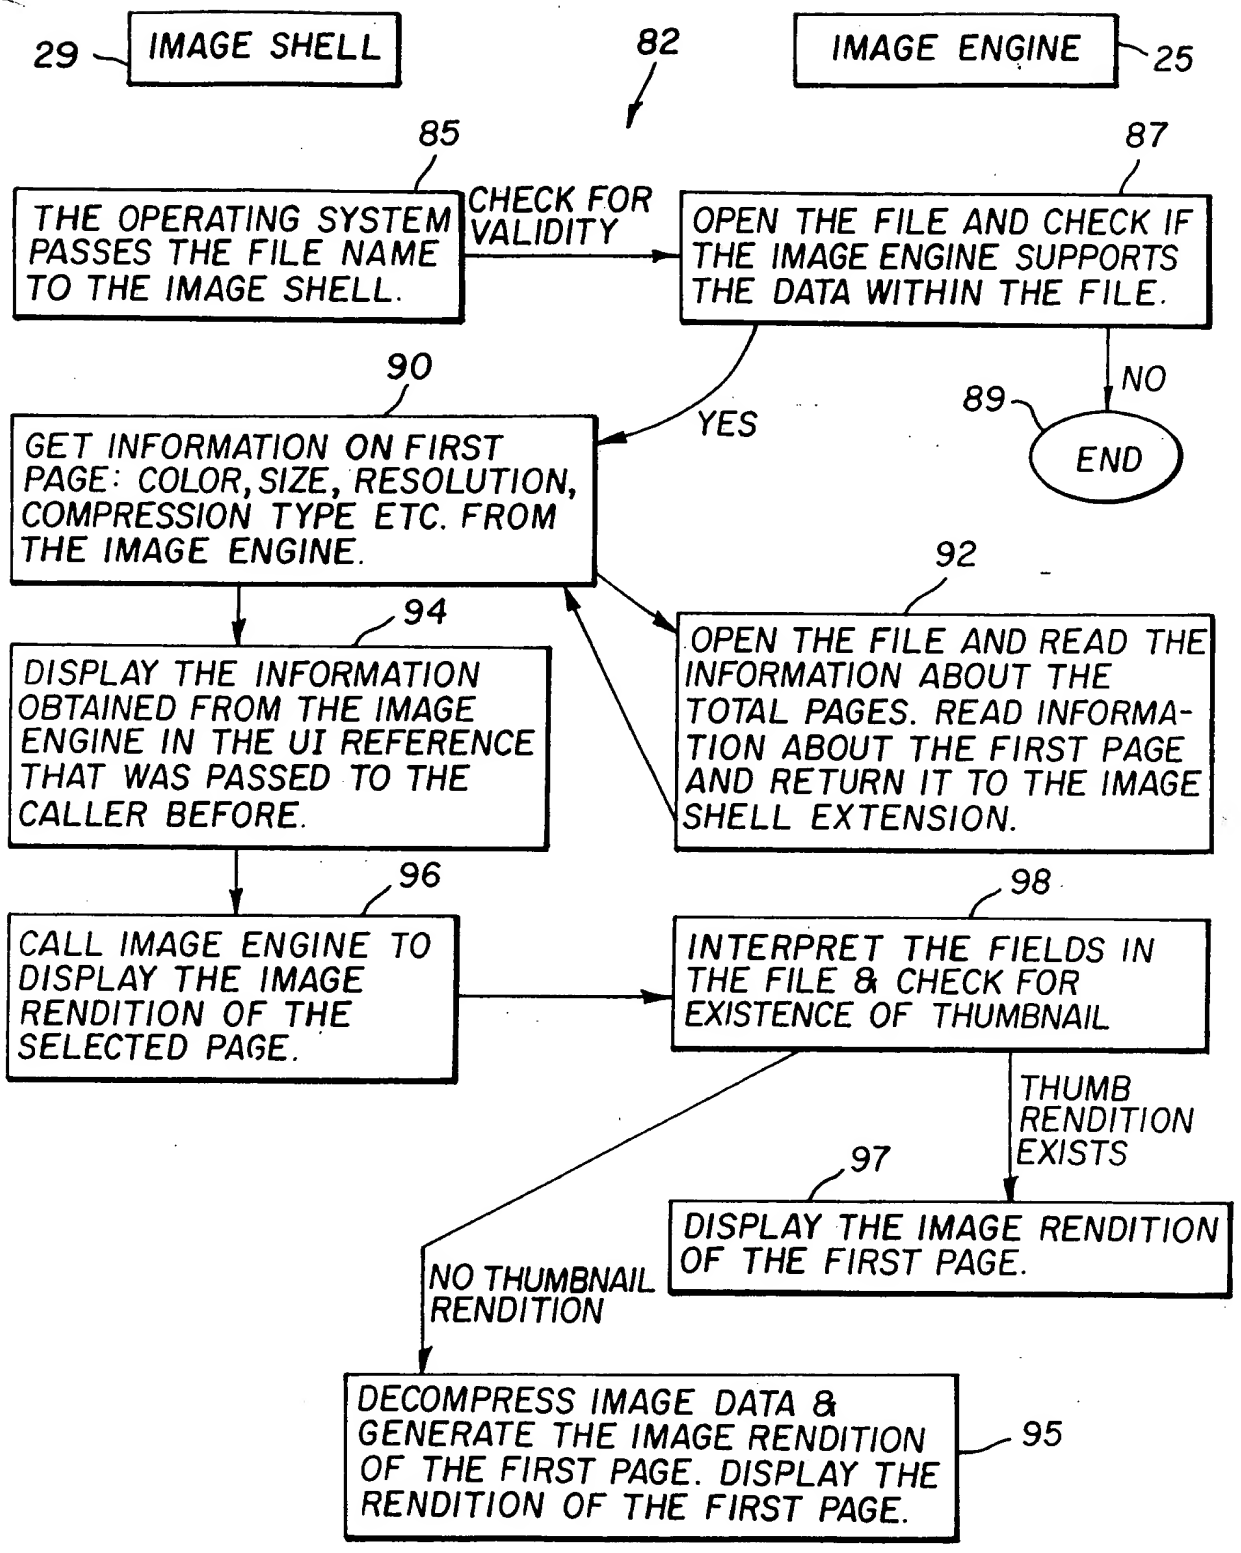 29
IMAGE SHELL
82
IMAGE ENGINE
25
85
87
THE OPERATING SYSTEM
PASSES THE FILE NAME
TO THE IMAGE SHELL.
CHECK FOR
VALIDITY
OPEN THE FILE AND CHECK IF
THE IMAGE ENGINE SUPPORTS
THE DATA WITHIN THE FILE.
YES
NO
89
END
90
GET INFORMATION ON FIRST
PAGE: COLOR, SIZE, RESOLUTION,
COMPRESSION TYPE ETC. FROM
THE IMAGE ENGINE.
92
OPEN THE FILE AND READ THE
INFORMATION ABOUT THE
TOTAL PAGES. READ INFORMA-
TION ABOUT THE FIRST PAGE
AND RETURN IT TO THE IMAGE
SHELL EXTENSION.
94
DISPLAY THE INFORMATION
OBTAINED FROM THE IMAGE
ENGINE IN THE UI REFERENCE
THAT WAS PASSED TO THE
CALLER BEFORE.
96
CALL IMAGE ENGINE TO
DISPLAY THE IMAGE
RENDITION OF THE
SELECTED PAGE.
98
INTERPRET THE FIELDS IN
THE FILE & CHECK FOR
EXISTENCE OF THUMBNAIL
THUMB
RENDITION
EXISTS
97
DISPLAY THE IMAGE RENDITION
OF THE FIRST PAGE.
NO THUMBNAIL
RENDITION
DECOMPRESS IMAGE DATA &
GENERATE THE IMAGE RENDITION
OF THE FIRST PAGE. DISPLAY THE
RENDITION OF THE FIRST PAGE.
95